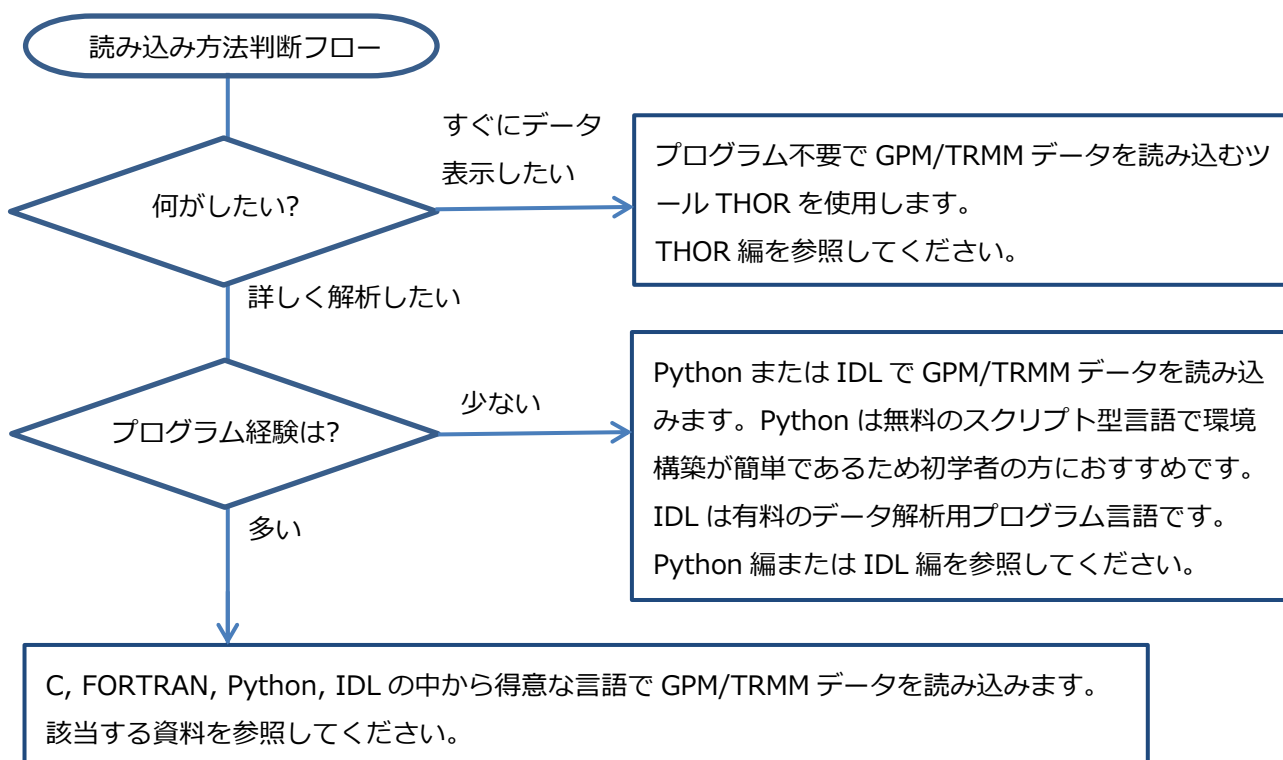 読み込み方法判断フロー
すぐにデータ
表示したい
何がしたい?
プログラム不要で GPM/TRMM データを読み込むツ
ール THOR を使用します。
THOR 編を参照してください。
詳しく解析したい
プログラム経験は?
少ない
Python または IDL で GPM/TRMM データを読み込
みます。Python は無料のスクリプト型言語で環境
構築が簡単であるため初学者の方におすすめです。
IDL は有料のデータ解析用プログラム言語です。
Python 編または IDL 編を参照してください。
多い
C, FORTRAN, Python, IDL の中から得意な言語で GPM/TRMM データを読み込みます。
該当する資料を参照してください。